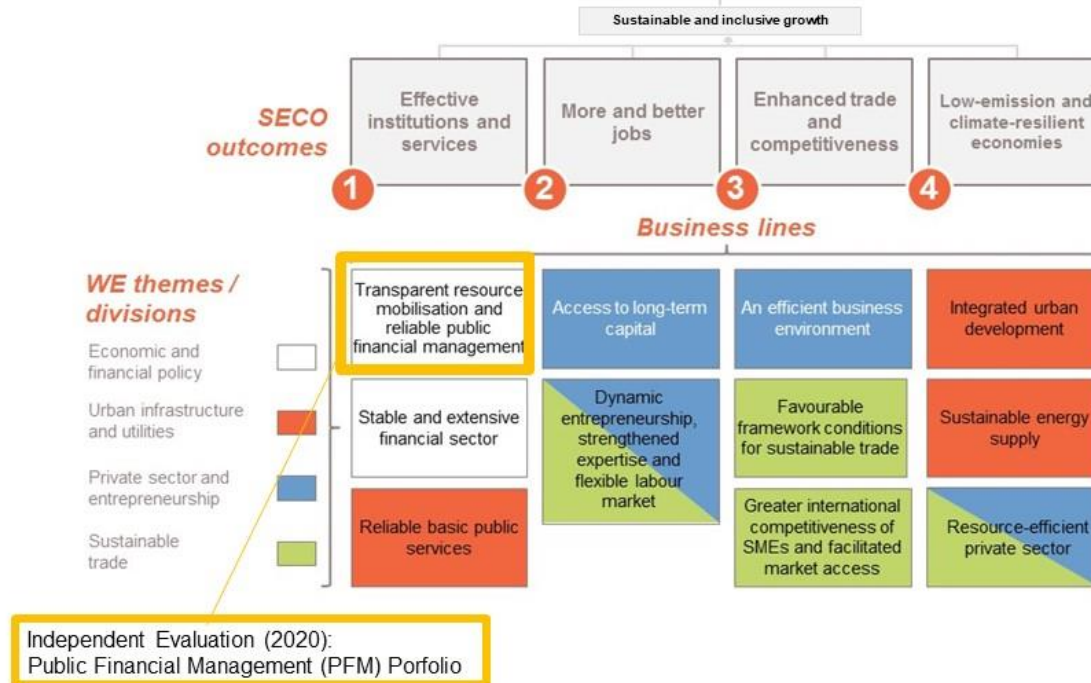 Sustainable and inclusive growth
SECO
outcomes
Effective
institutions and
services
More and better
jobs
Enhanced trade
and
competitiveness
Low-emission and
climate-resilient
economies
1
2
3
4
Business lines
WE themes /
divisions
Economic and
financial policy
Urban infrastructure
and utilities
Private sector and
entrepreneurship
Sustainable
trade
Transparent resource
mobilisation and
reliable public
financial management
Access to long-term
capital
An efficient business
environment
Integrated urban
development
Stable and extensive
financial sector
Dynamic
entrepreneurship,
strengthened
expertise and
flexible labour
market
Favourable
framework conditions
for sustainable trade
Sustainable energy
supply
Reliable basic public
services
Greater international
competitiveness of
SMEs and facilitated
market access
Resource-efficient
private sector
Independent Evaluation (2020):
Public Financial Management (PFM) Porfolio